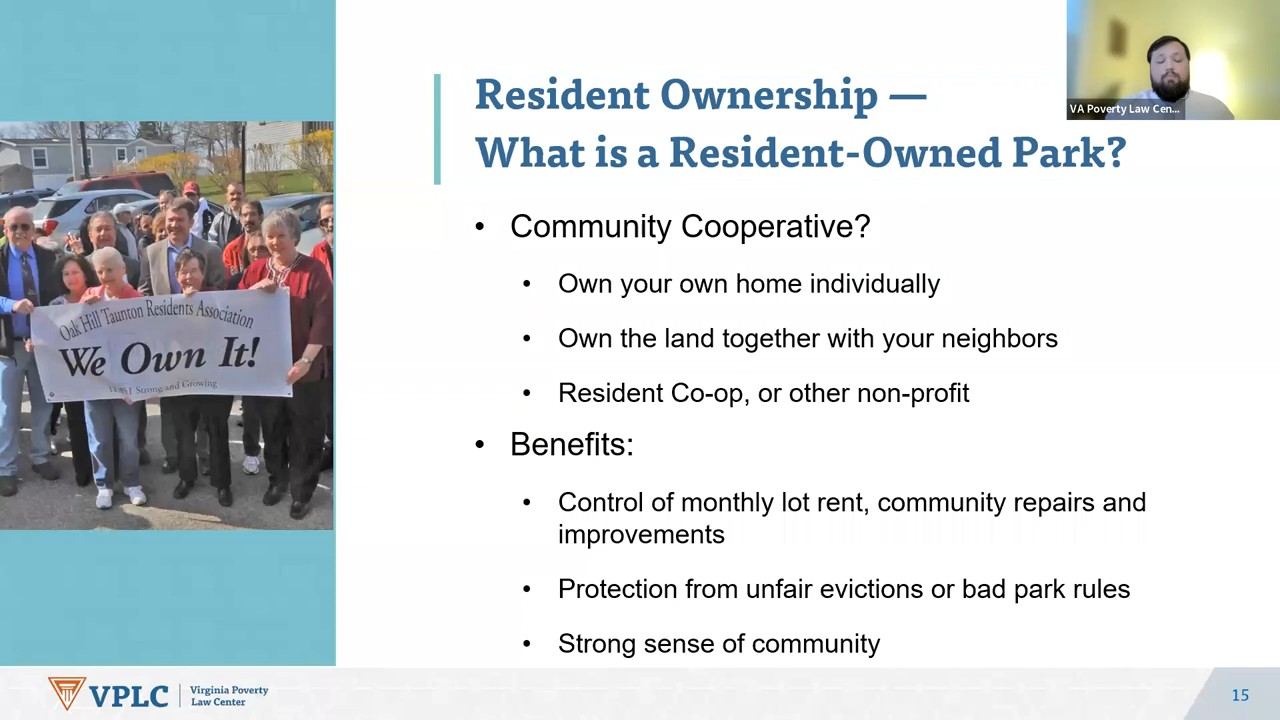 VA Poverty Law Cen...
Resident Ownership —
What is a Resident-Owned Park?
• Community Cooperative?
• Own your own home individually
• Own the land together with your neighbors
• Resident Co-op, or other non-profit
• Benefits:
• Control of monthly lot rent, community repairs and
improvements
• Protection from unfair evictions or bad park rules
• Strong sense of community
Oak Hill Taunton Residents Association
We Own It!
Strong and Growing
VPLC
Virginia Poverty
Law Center
15